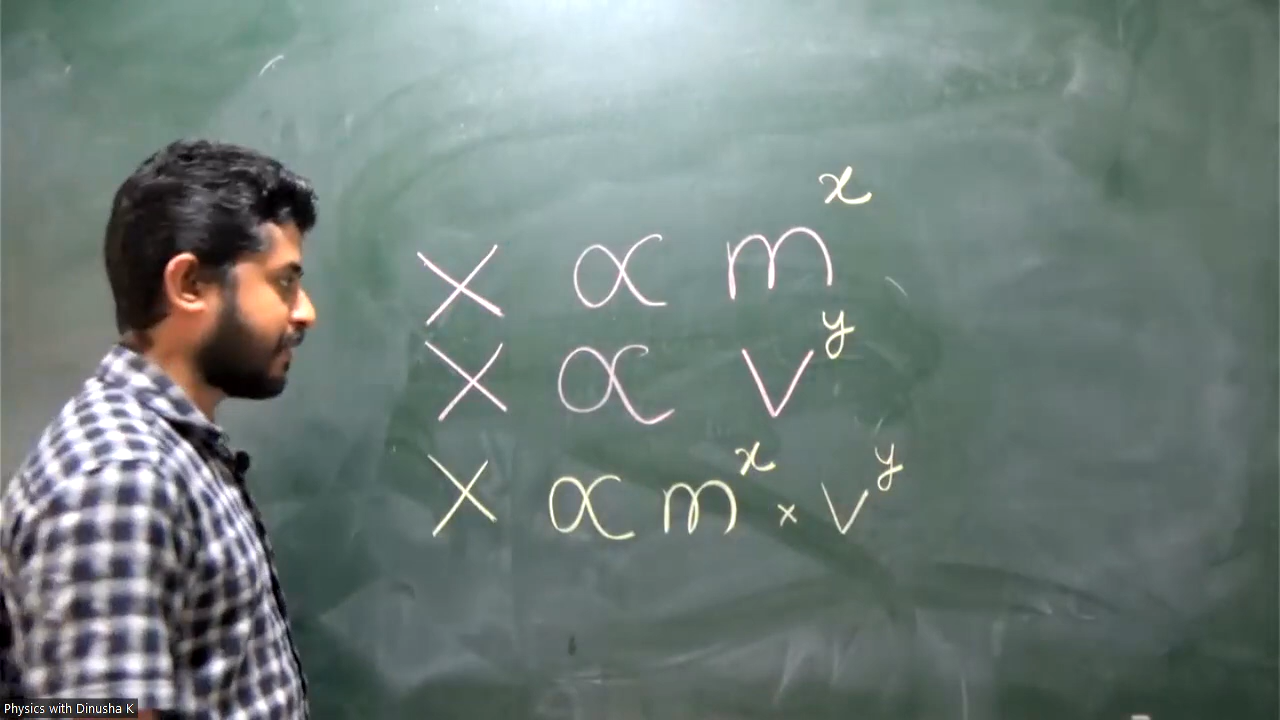 X ∝ m^x
X ∝ v^y
X ∝ m^x × v^y
Physics with Dinusha K